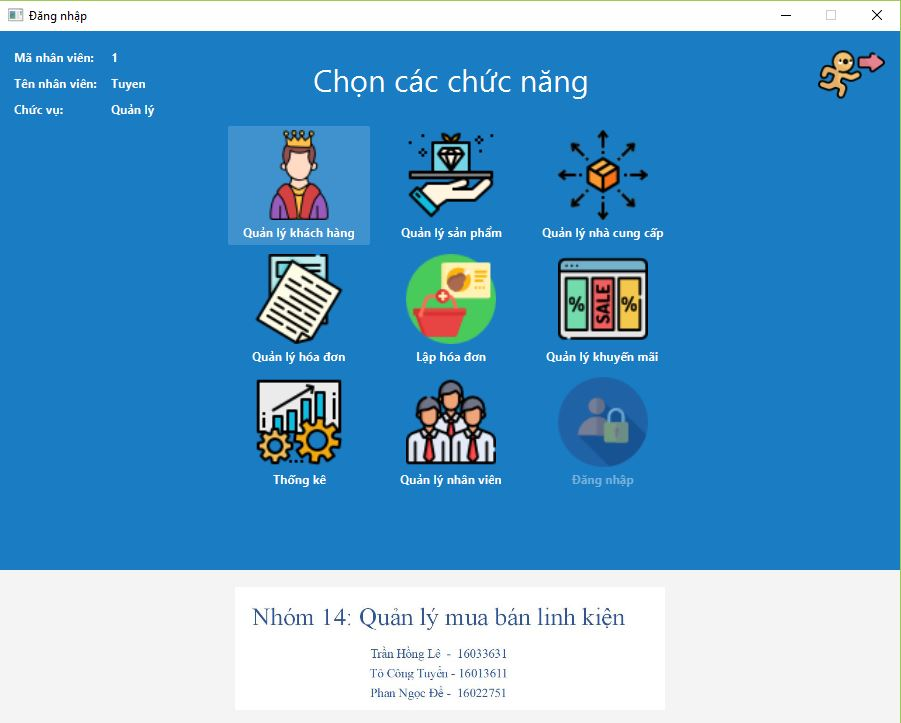 Đăng nhập
Mã nhân viên: 1
Tên nhân viên: Tuyen
Chức vụ: Quản lý
Chọn các chức năng
Quản lý khách hàng
Quản lý sản phẩm
Quản lý nhà cung cấp
Quản lý hóa đơn
Lập hóa đơn
% SALE %
Quản lý khuyến mãi
Thống kê
Quản lý nhân viên
Đăng nhập
Nhóm 14: Quản lý mua bán linh kiện
Trần Hồng Lê - 16033631
Tô Công Tuyển - 16013611
Phan Ngọc Đề - 16022751